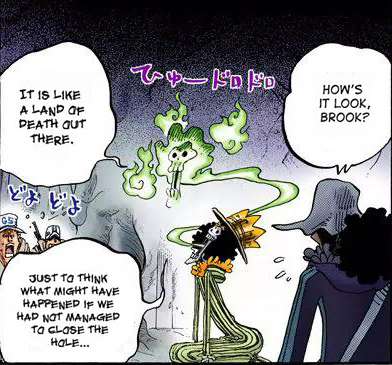 HOW'S
IT LOOK,
BROOK?
ひゅードロドロ
IT IS LIKE
A LAND OF
DEATH OUT
THERE.
どよどよ
G5
JUST TO THINK
WHAT MIGHT HAVE
HAPPENED IF WE
HAD NOT MANAGED
TO CLOSE THE
HOLE...